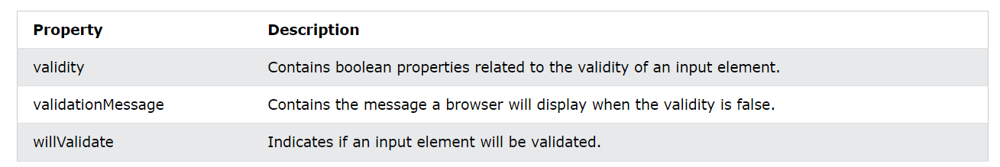 Property Description
validity Contains boolean properties related to the validity of an input element.
validationMessage Contains the message a browser will display when the validity is false.
willValidate Indicates if an input element will be validated.